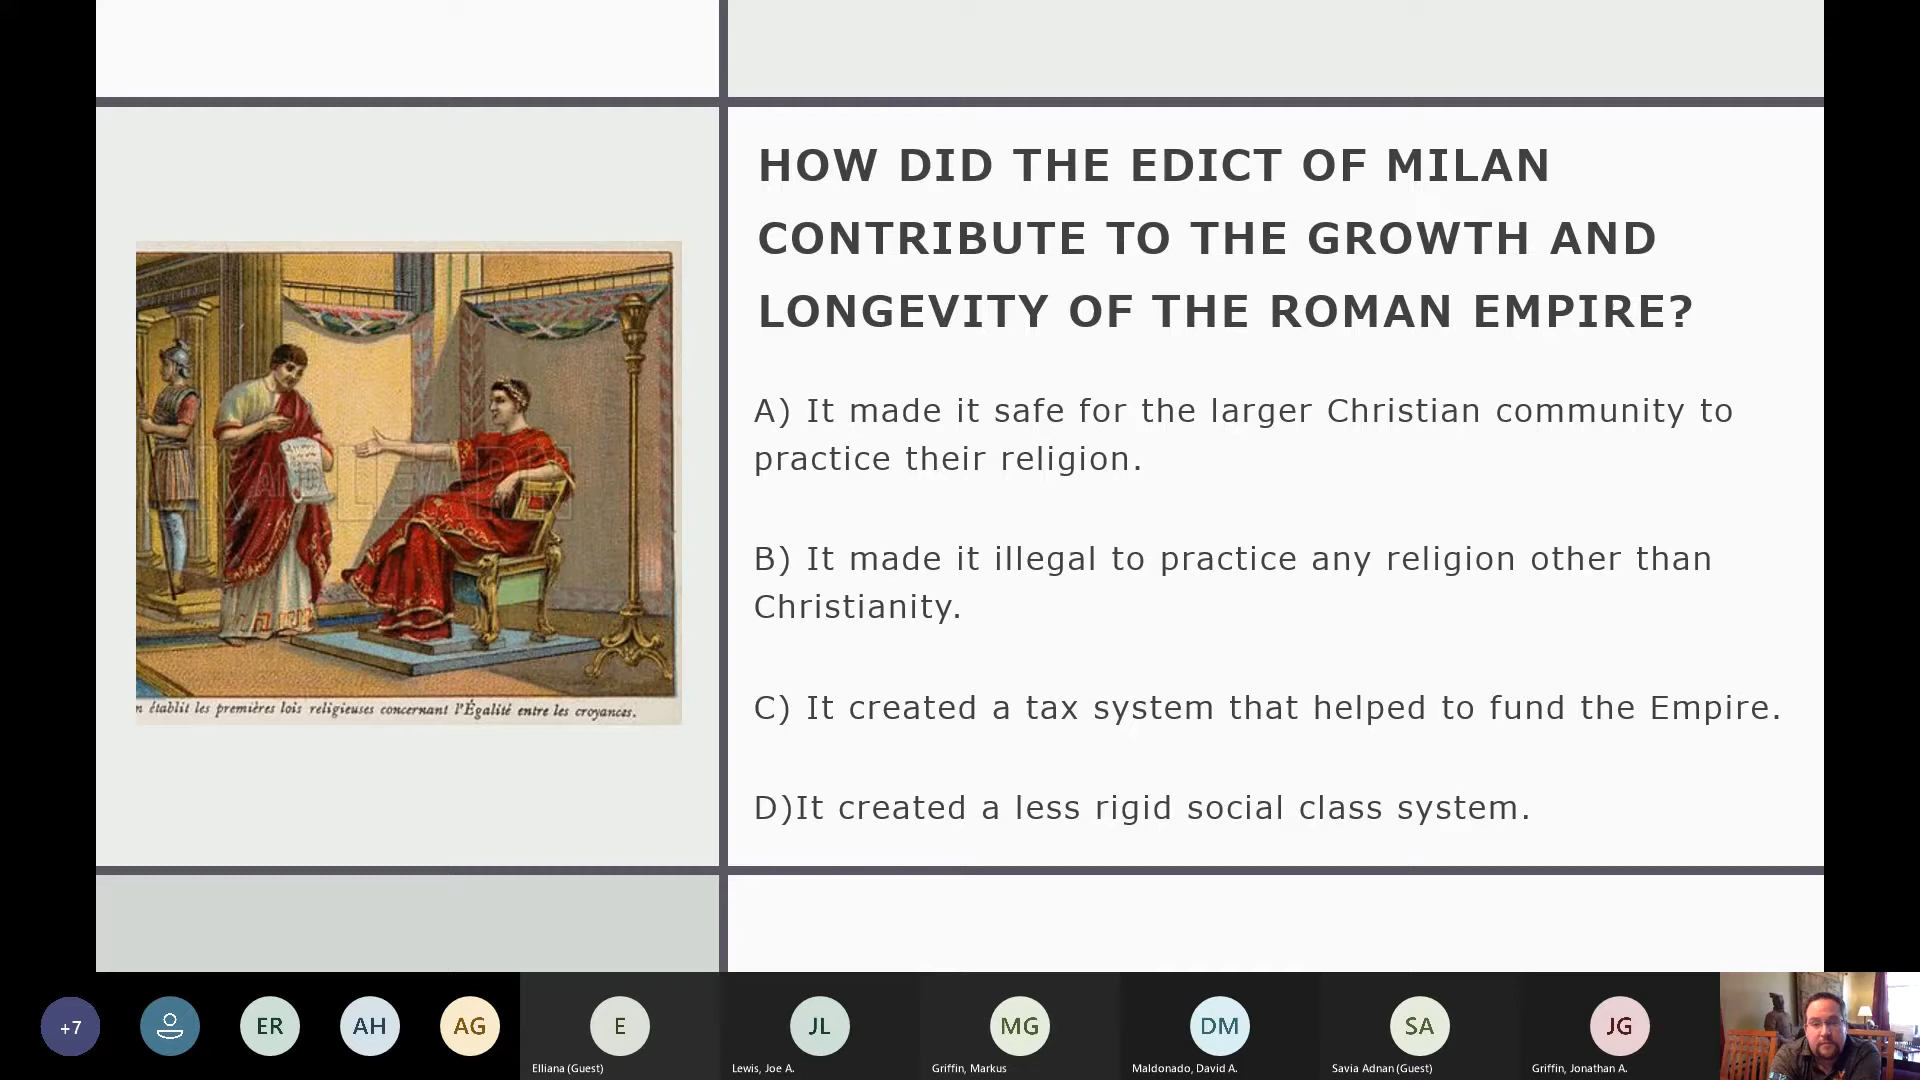 HOW DID THE EDICT OF MILAN
CONTRIBUTE TO THE GROWTH AND
LONGEVITY OF THE ROMAN EMPIRE?
A) It made it safe for the larger Christian community to
practice their religion.
B) It made it illegal to practice any religion other than
Christianity.
C) It created a tax system that helped to fund the Empire.
D)It created a less rigid social class system.
n établit les premières lois religieuses concernant l'Égalité entre les croyances.
+7
ER
AH
AG
E
JL
MG
DM
SA
JG
Elliana (Guest)
Lewis, Joe A.
Griffin, Markus
Maldonado, David A.
Savia Adnan (Guest)
Griffin, Jonathan A.